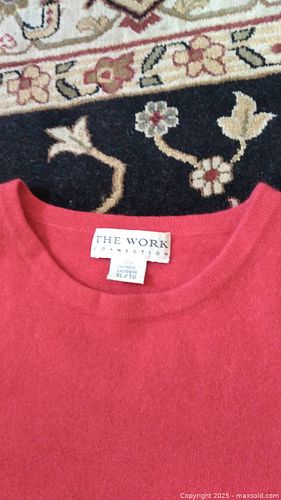 THE WORK
CONNECTION
XL/TG
Copyright © 2025 - maxsold.com